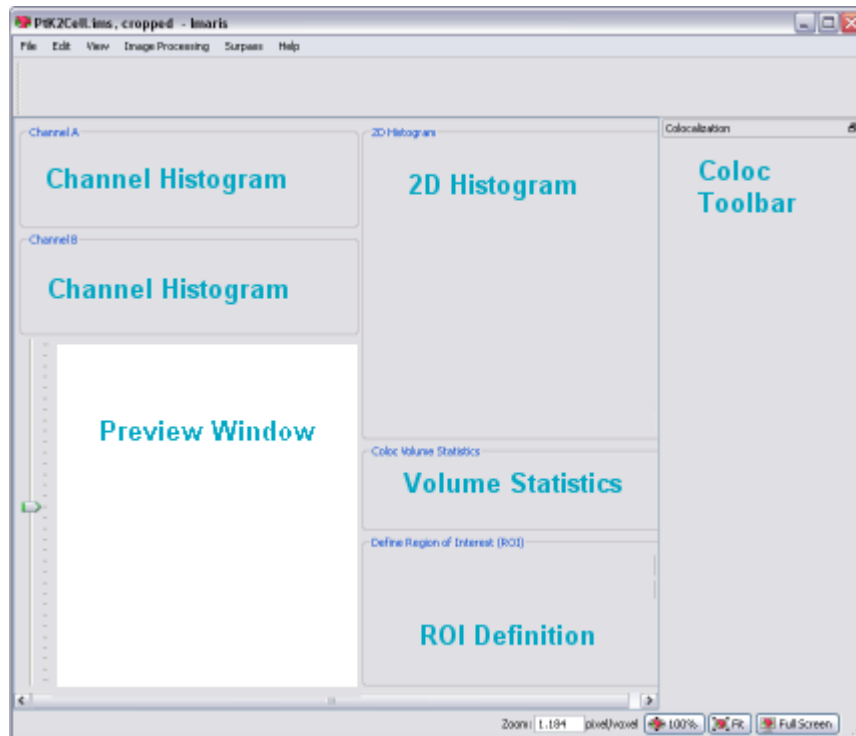 PtK2Cell.ims, cropped - Imaris
File Edit View Image Processing Surpass Help
Channel A
Channel Histogram
Channel B
Channel Histogram
Preview Window
2D Histogram
2D Histogram
Coloc Volume Statistics
Volume Statistics
Define Region of Interest (ROI)
ROI Definition
Colocalization
Coloc
Toolbar
Zoom: 1.184 pixel/voxel 100% Fit Full Screen